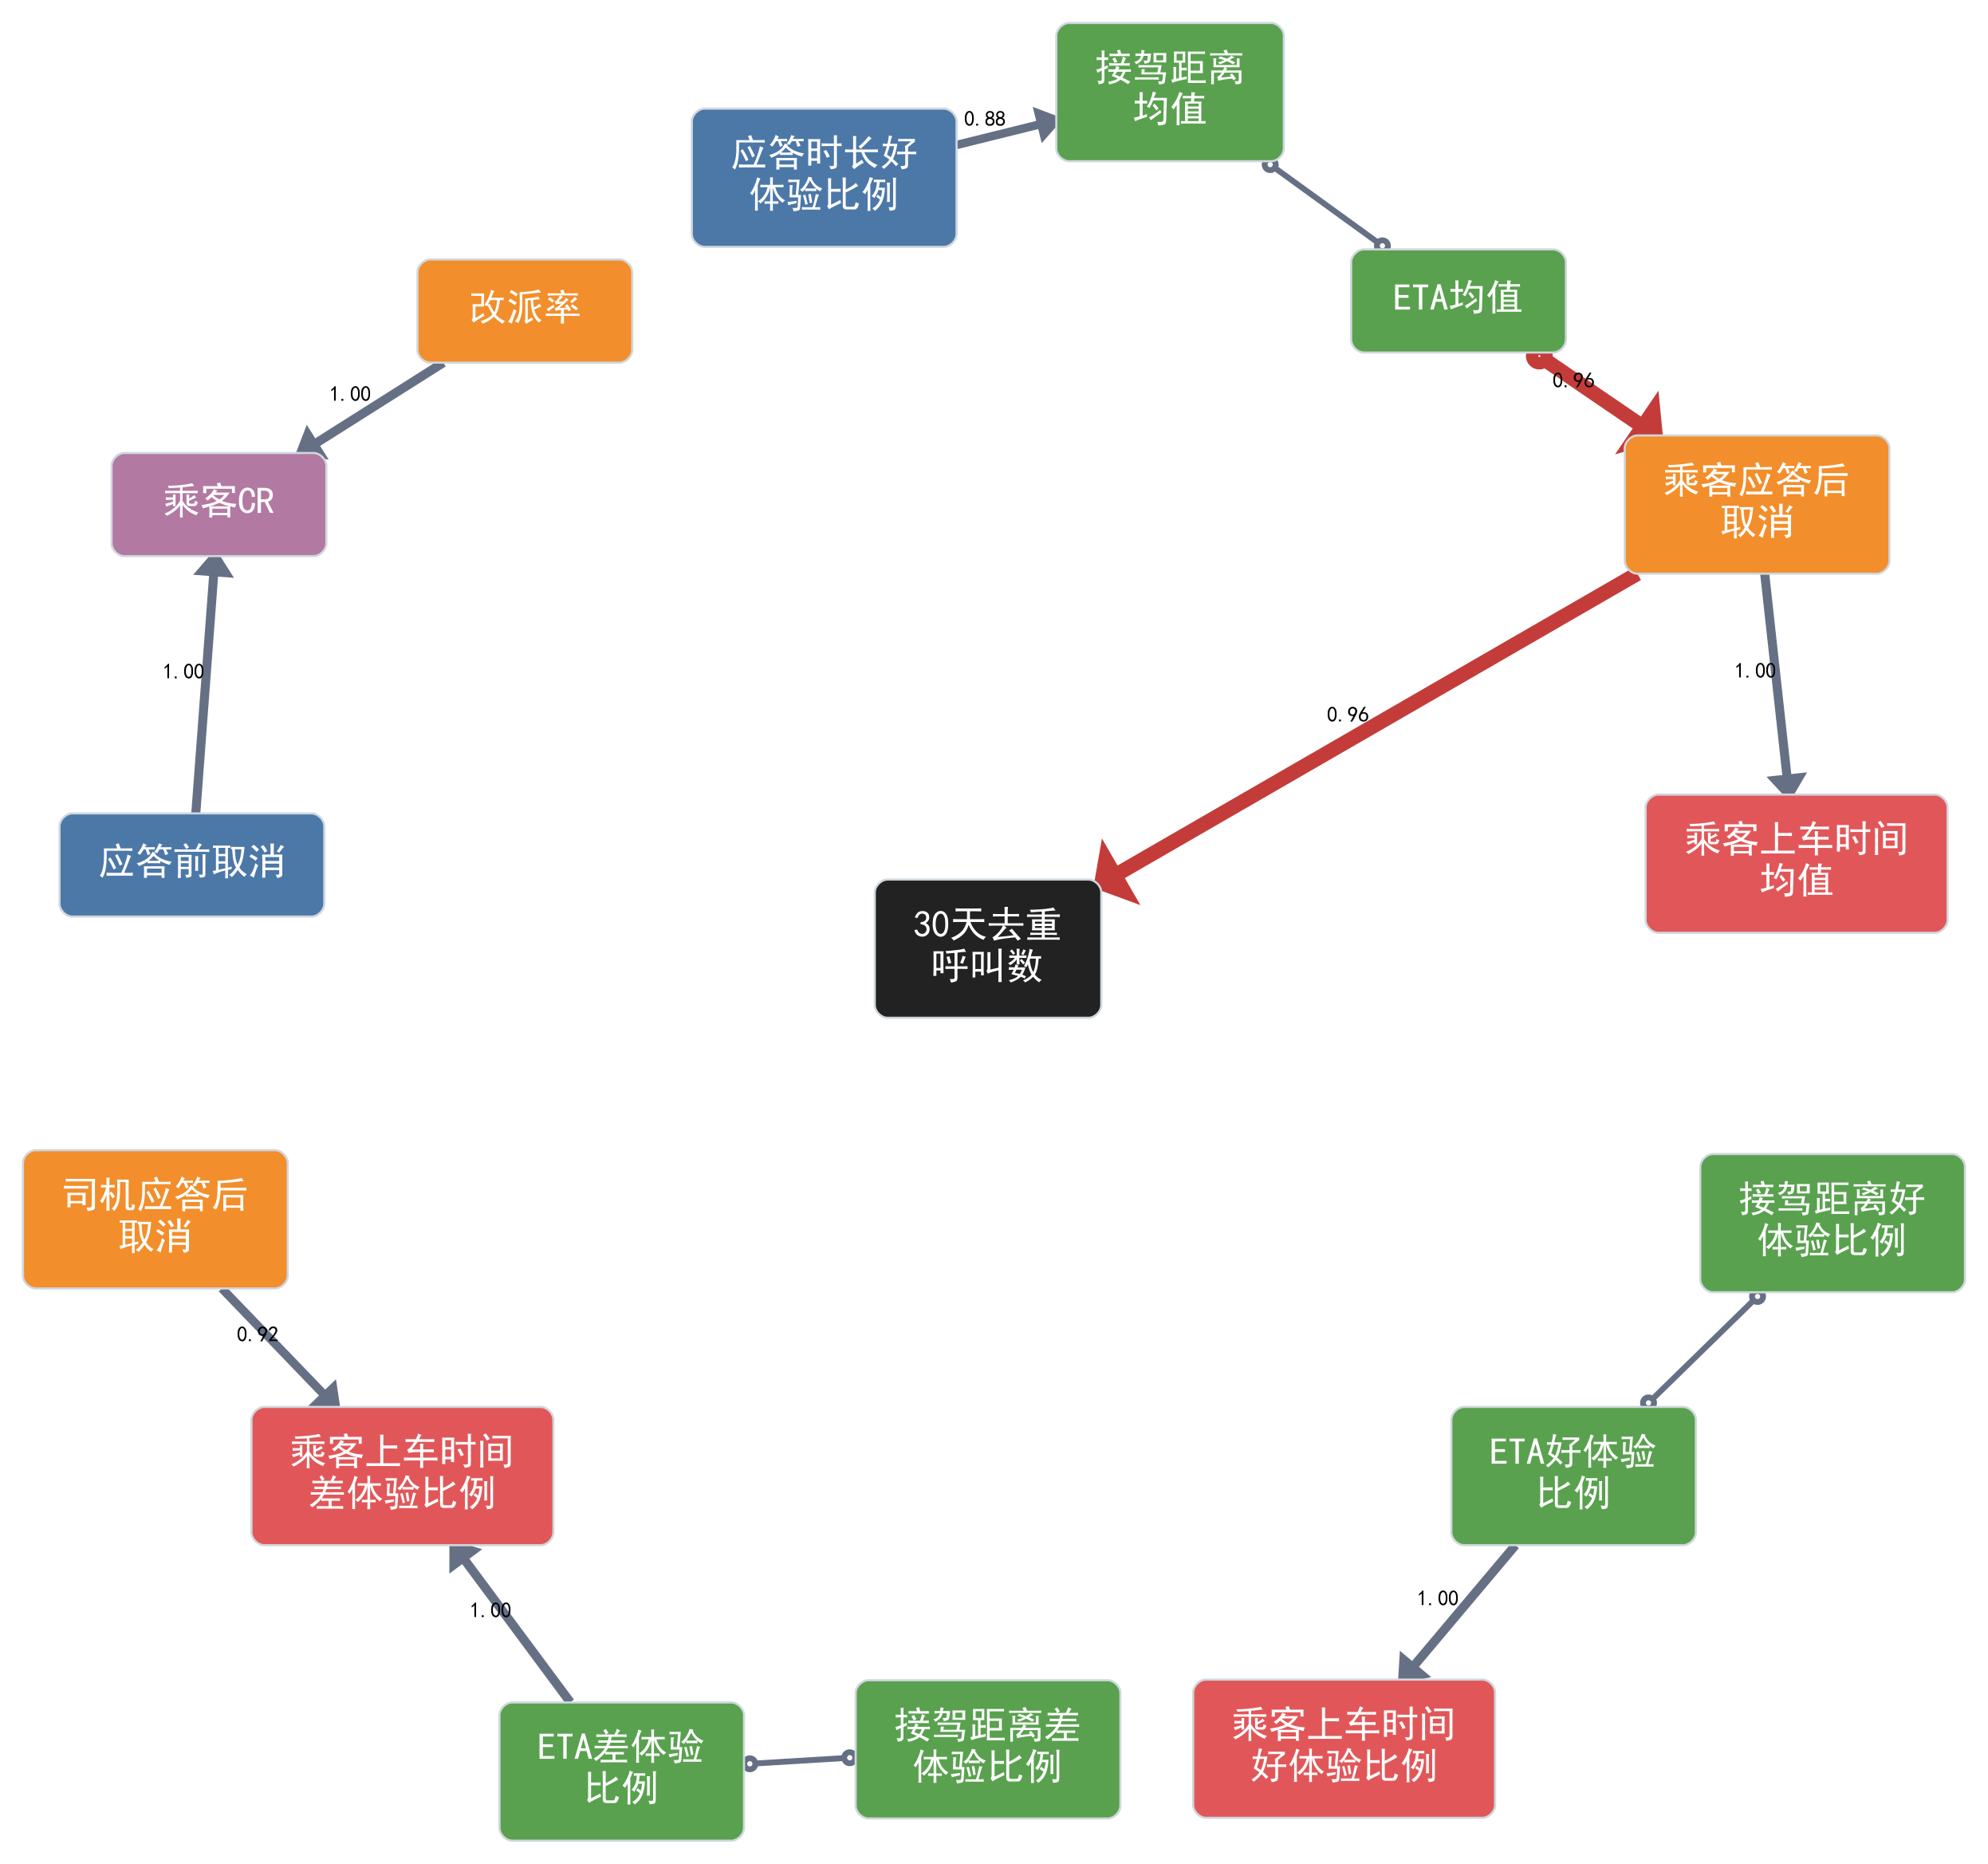 接驾距离
均值
0.88
应答时长好
体验比例
ETA均值
改派率
0.96
1.00
乘客CR
乘客应答后
取消
1.00
1.00
0.96
乘客上车时间
均值
应答前取消
30天去重
呼叫数
司机应答后
取消
接驾距离好
体验比例
0.92
乘客上车时间
差体验比例
ETA好体验
比例
1.00
1.00
ETA差体验
比例
接驾距离差
体验比例
乘客上车时间
好体验比例